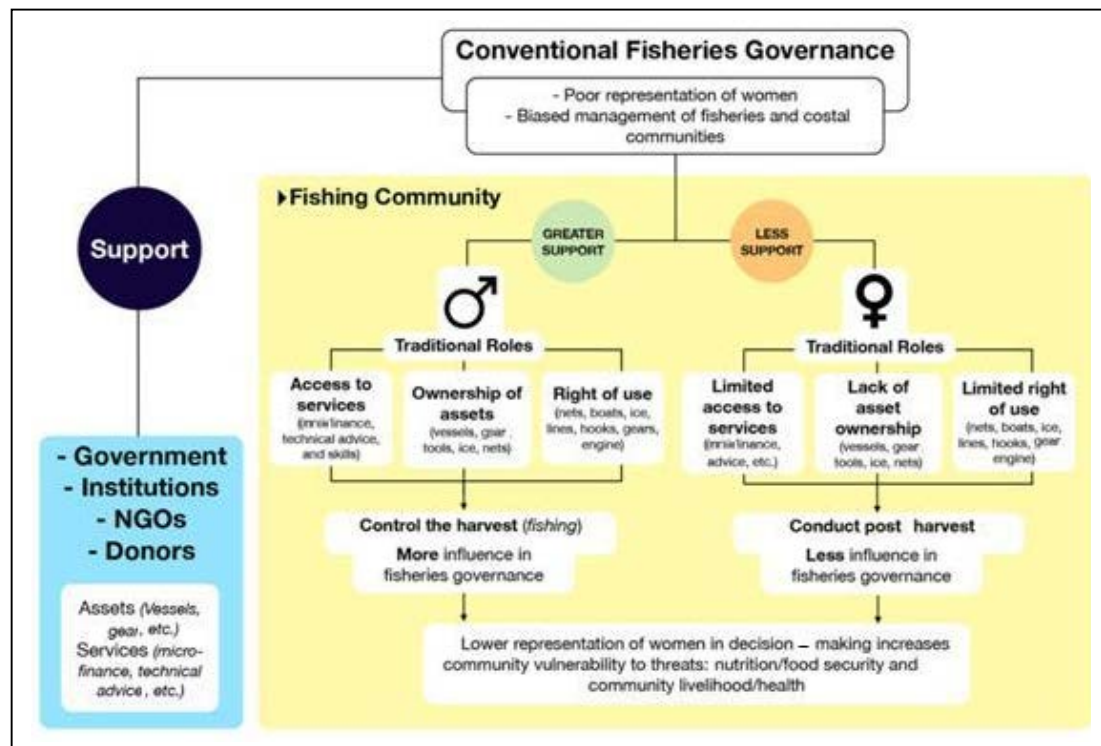 Conventional Fisheries Governance
- Poor representation of women
- Biased management of fisheries and costal
communities
Support
- Government
- Institutions
- NGOs
- Donors
Assets (Vessels,
gear, etc.)
Services (micro-
finance, technical
advice, etc.)
Fishing Community
GREATER
SUPPORT
LESS
SUPPORT
Traditional Roles
Access to
services
finance,
technical advice,
and skills)
Ownership of
assets
(vessels, gear,
tools, ice, nets)
Right of use
(nets, boats, ice,
lines, hooks, gears,
engine)
Control the harvest (fishing)
More influence in
fisheries governance
Traditional Roles
Limited
access to
services
finance,
advice, etc.)
Lack of
asset
ownership
(vessels, gear
tools, ice, nets)
Limited right
of use
(nets, boats, ice,
lines, hooks, gear
engine)
Conduct post harvest
Less influence in
fisheries governance
Lower representation of women in decision – making increases
community vulnerability to threats: nutrition/food security and
community livelihood/health